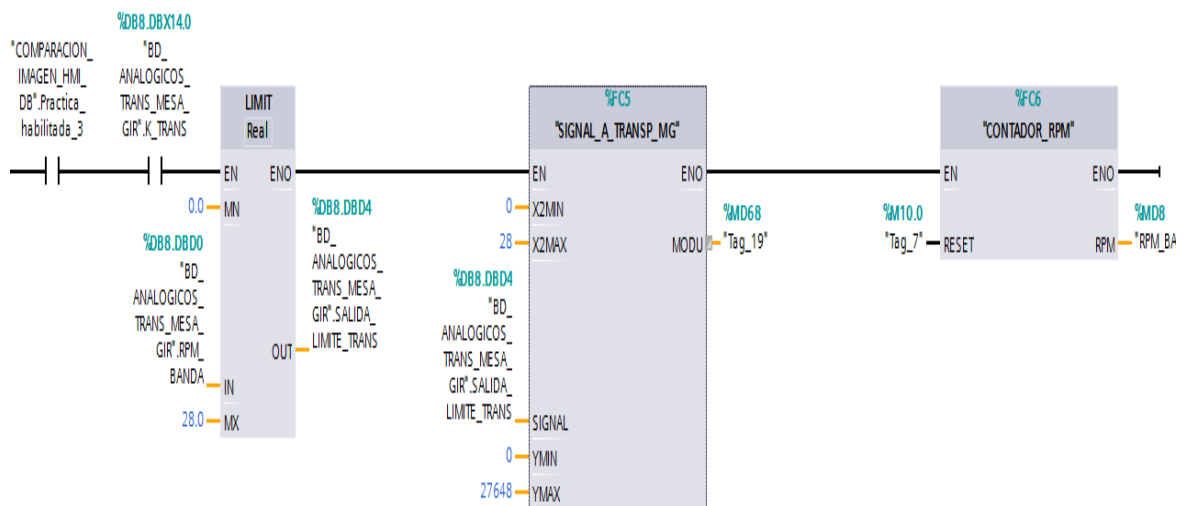 %DB8.DBX14.0
"COMPARACION_
IMAGEN_HMI_
DB".Practica_
habilitada_3
"BD_
ANALOGICOS_
TRANS_MESA_
GIR".K_TRANS
LIMIT
Real
EN ENO
0.0 MN
%DB8.DBD0
"BD_
ANALOGICOS_
TRANS_MESA_
GIR".RPM_
BANDA
IN
28.0 MX
OUT
%DB8.DBD4
"BD_
ANALOGICOS_
TRANS_MESA_
GIR".SALIDA_
LIMITE_TRANS
%FC5
"SIGNAL_A_TRANSP_MG"
EN ENO
0 X2MIN
28 X2MAX
%DB8.DBD4
"BD_
ANALOGICOS_
TRANS_MESA_
GIR".SALIDA_
LIMITE_TRANS
SIGNAL
0 YMIN
27648 YMAX
MODU
%MD68
"Tag_19"
%FC6
"CONTADOR_RPM"
EN ENO
%M10.0
"Tag_7" RESET
RPM
%MD8
"RPM_BA